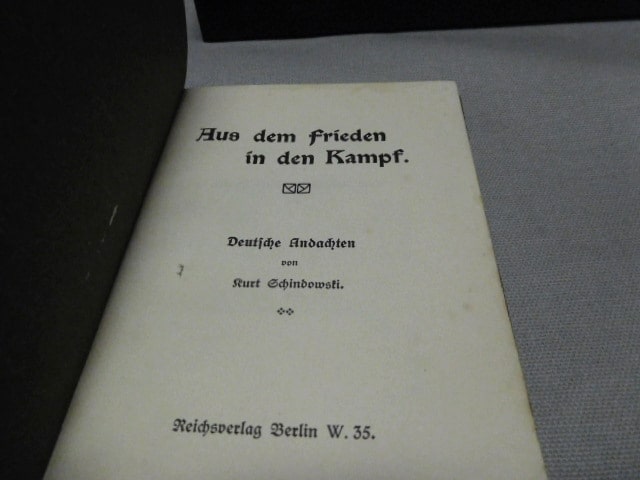 Aus dem Frieden
in den Kampf.
Deutsche Andachten
von
Kurt Schindowski.
Reichsverlag Berlin W. 35.